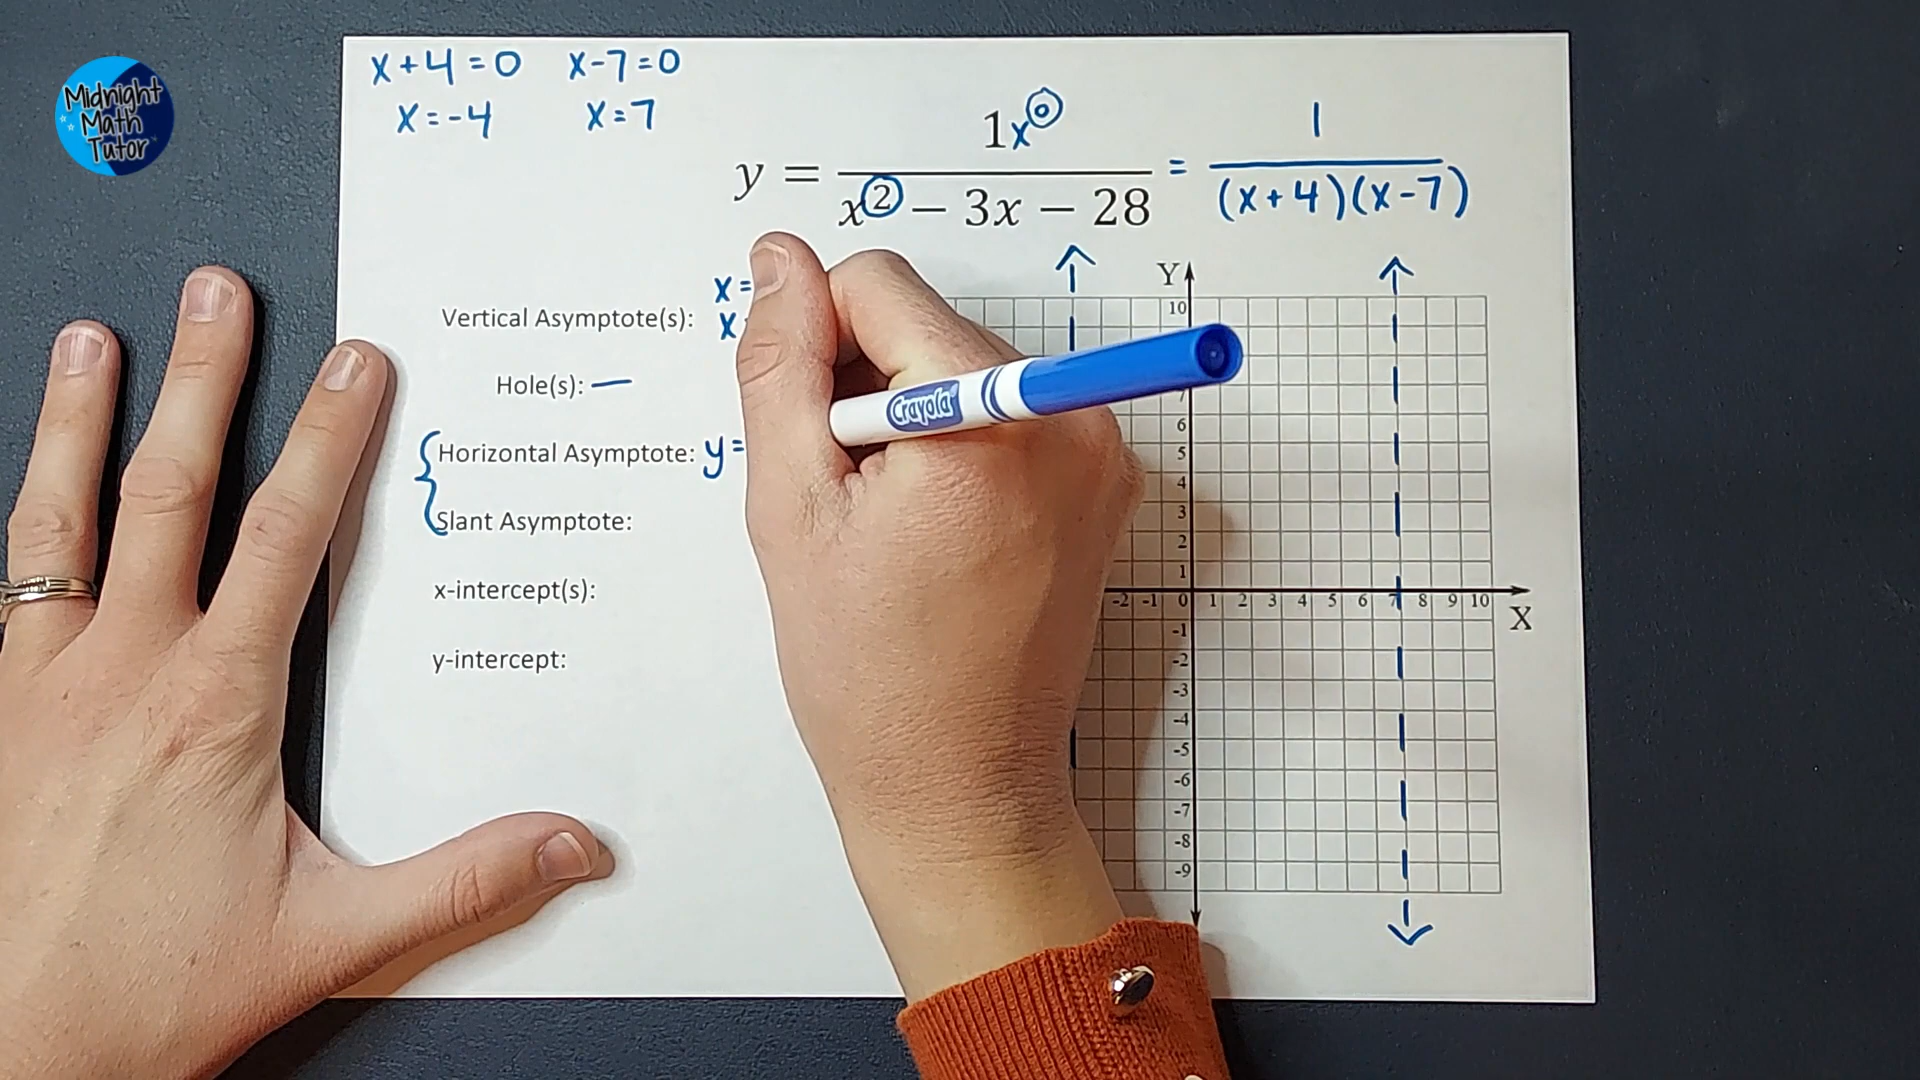 Midnight
Math
Tutor
x+4=0 x-7=0
x=-4 x=7
y = 1x⁰ / x² − 3x − 28 = 1 / (x+4)(x-7)
x=
Vertical Asymptote(s): x
Hole(s): —
Horizontal Asymptote: y=
Slant Asymptote:
x-intercept(s):
y-intercept:
Crayola
Y
10
7
6
5
4
3
2
1
-2 -1 0 1 2 3 4 5 6 7 8 9 10
X
-1
-2
-3
-4
-5
-6
-7
-8
-9